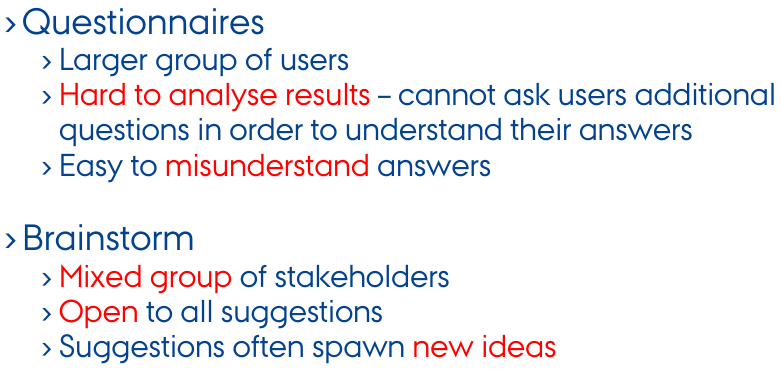 › Questionnaires
› Larger group of users
› Hard to analyse results – cannot ask users additional
questions in order to understand their answers
› Easy to misunderstand answers
› Brainstorm
› Mixed group of stakeholders
› Open to all suggestions
› Suggestions often spawn new ideas